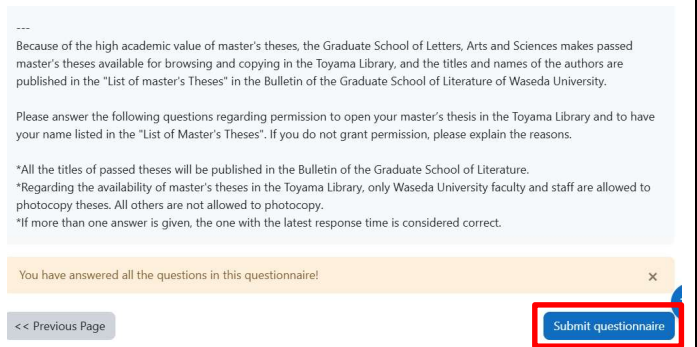 ---
Because of the high academic value of master's theses, the Graduate School of Letters, Arts and Sciences makes passed
master's theses available for browsing and copying in the Toyama Library, and the titles and names of the authors are
published in the "List of master's Theses" in the Bulletin of the Graduate School of Literature of Waseda University.
Please answer the following questions regarding permission to open your master's thesis in the Toyama Library and to have
your name listed in the "List of Master's Theses". If you do not grant permission, please explain the reasons.
*All the titles of passed theses will be published in the Bulletin of the Graduate School of Literature.
*Regarding the availability of master's theses in the Toyama Library, only Waseda University faculty and staff are allowed to
photocopy theses. All others are not allowed to photocopy.
*If more than one answer is given, the one with the latest response time is considered correct.
You have answered all the questions in this questionnaire! ×
<< Previous Page
Submit questionnaire